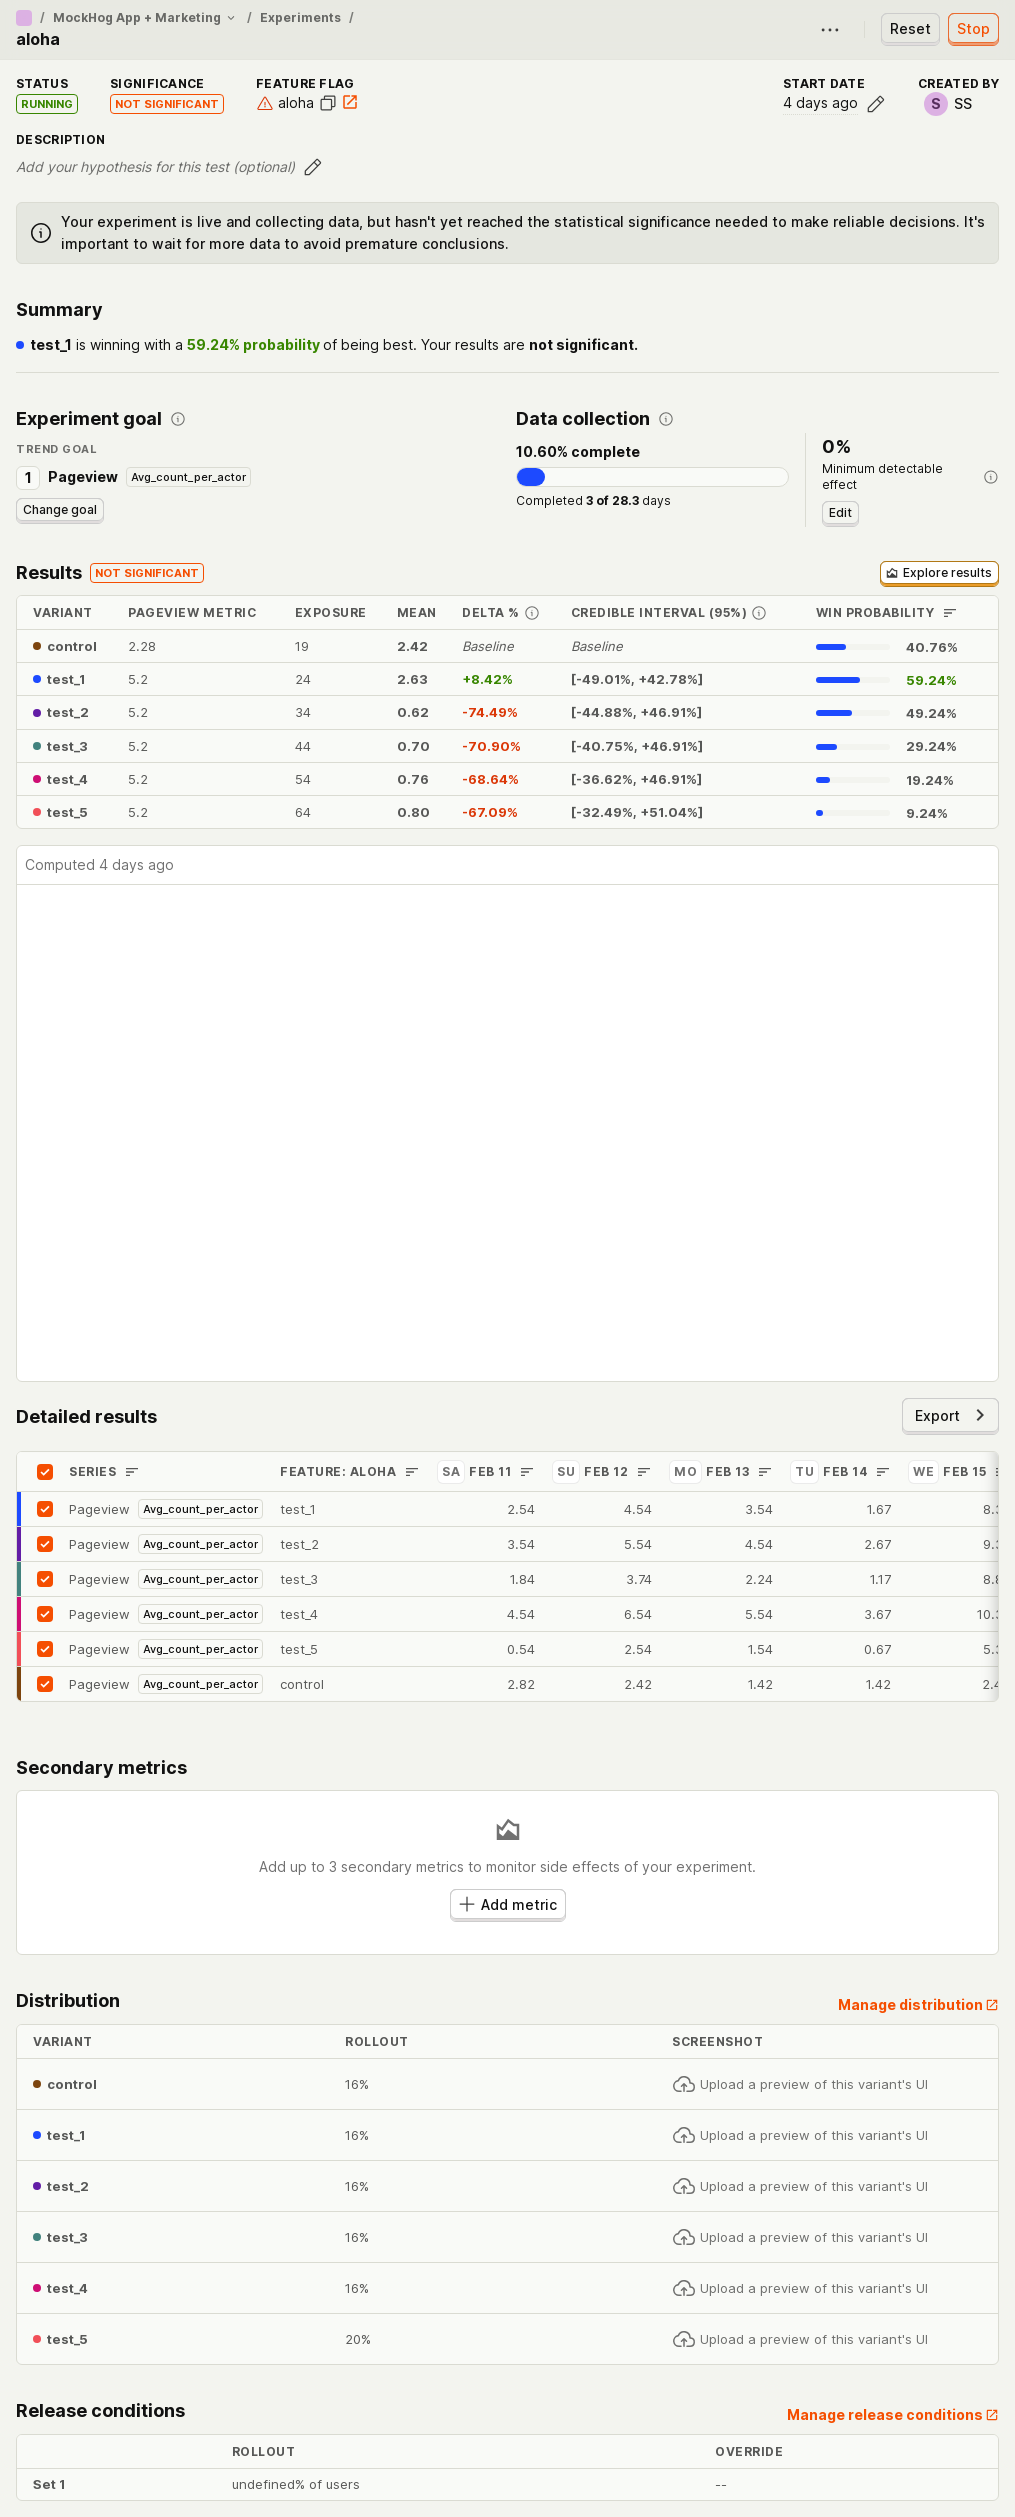 / MockHog App + Marketing / Experiments /
aloha
Reset
Stop
STATUS
RUNNING
SIGNIFICANCE
NOT SIGNIFICANT
FEATURE FLAG
aloha
START DATE
4 days ago
CREATED BY
S SS
DESCRIPTION
Add your hypothesis for this test (optional)
Your experiment is live and collecting data, but hasn't yet reached the statistical significance needed to make reliable decisions. It's
important to wait for more data to avoid premature conclusions.
Summary
test_1 is winning with a 59.24% probability of being best. Your results are not significant.
Experiment goal
TREND GOAL
1 Pageview Avg_count_per_actor
Change goal
Data collection
10.60% complete
Completed 3 of 28.3 days
0%
Minimum detectable
effect
Edit
Results NOT SIGNIFICANT
Explore results
VARIANT PAGEVIEW METRIC EXPOSURE MEAN DELTA % CREDIBLE INTERVAL (95%) WIN PROBABILITY
control 2.28 19 2.42 Baseline Baseline 40.76%
test_1 5.2 24 2.63 +8.42% [-49.01%, +42.78%] 59.24%
test_2 5.2 34 0.62 -74.49% [-44.88%, +46.91%] 49.24%
test_3 5.2 44 0.70 -70.90% [-40.75%, +46.91%] 29.24%
test_4 5.2 54 0.76 -68.64% [-36.62%, +46.91%] 19.24%
test_5 5.2 64 0.80 -67.09% [-32.49%, +51.04%] 9.24%
Computed 4 days ago
Detailed results
Export
SERIES FEATURE: ALOHA SA FEB 11 SU FEB 12 MO FEB 13 TU FEB 14 WE FEB 15
Pageview Avg_count_per_actor test_1 2.54 4.54 3.54 1.67
Pageview Avg_count_per_actor test_2 3.54 5.54 4.54 2.67
Pageview Avg_count_per_actor test_3 1.84 3.74 2.24 1.17
Pageview Avg_count_per_actor test_4 4.54 6.54 5.54 3.67
Pageview Avg_count_per_actor test_5 0.54 2.54 1.54 0.67
Pageview Avg_count_per_actor control 2.82 2.42 1.42 1.42
Secondary metrics
Add up to 3 secondary metrics to monitor side effects of your experiment.
Add metric
Distribution
Manage distribution
VARIANT ROLLOUT SCREENSHOT
control 16% Upload a preview of this variant's UI
test_1 16% Upload a preview of this variant's UI
test_2 16% Upload a preview of this variant's UI
test_3 16% Upload a preview of this variant's UI
test_4 16% Upload a preview of this variant's UI
test_5 20% Upload a preview of this variant's UI
Release conditions
Manage release conditions
ROLLOUT OVERRIDE
Set 1 undefined% of users --